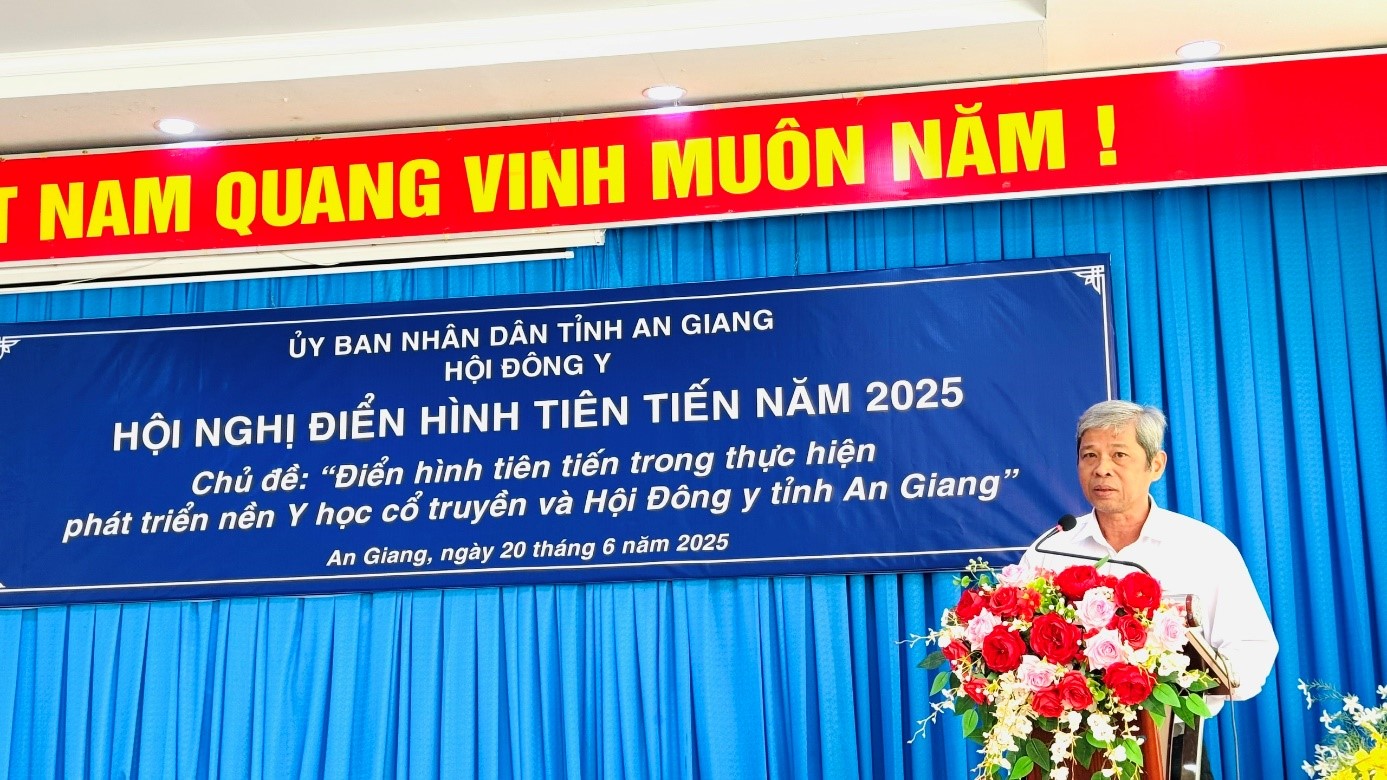 NAM QUANG VINH MUÔN NĂM !
ỦY BAN NHÂN DÂN TỈNH AN GIANG
HỘI ĐÔNG Y
HỘI NGHỊ ĐIỂN HÌNH TIÊN TIẾN NĂM 2025
Chủ đề: “Điển hình tiên tiến trong thực hiện
phát triển nền Y học cổ truyền và Hội Đông y tỉnh An Giang”
An Giang, ngày 20 tháng 6 năm 2025